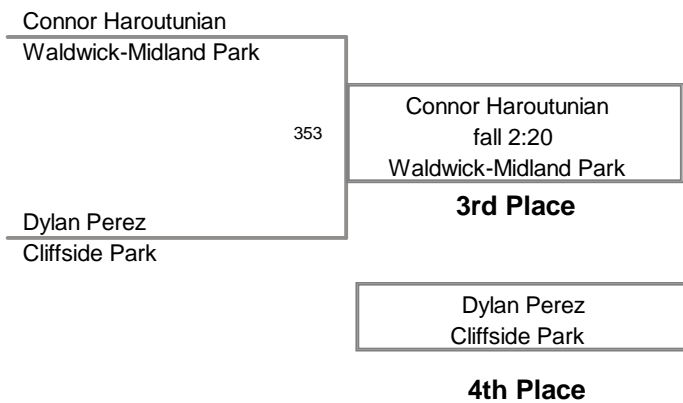 Connor Haroutunian
Waldwick-Midland Park
353
Connor Haroutunian
fall 2:20
Waldwick-Midland Park
3rd Place
Dylan Perez
Cliffside Park
Dylan Perez
Cliffside Park
4th Place